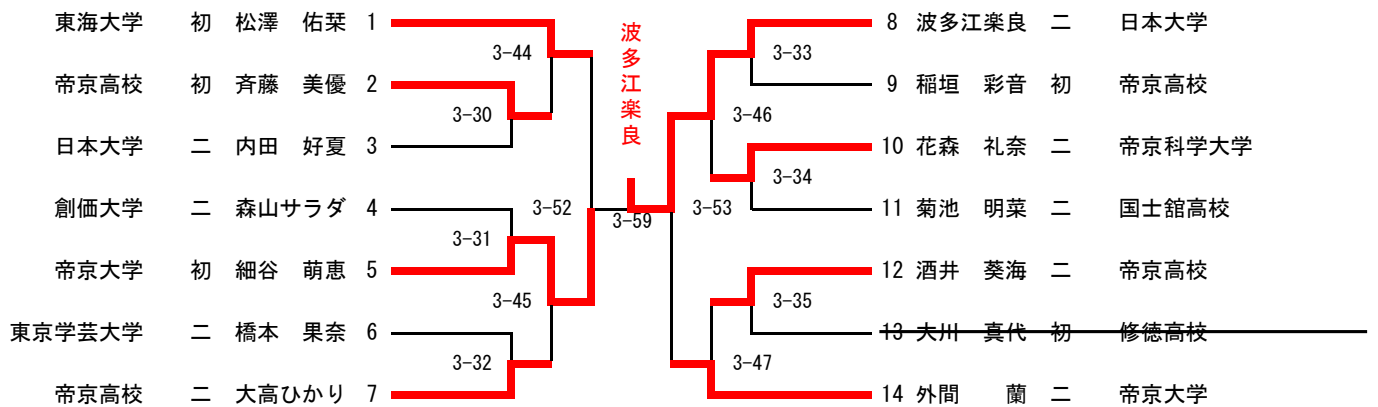 東海大学 初 松澤 佑栞 1
帝京高校 初 斉藤 美優 2
日本大学 二 内田 好夏 3
創価大学 二 森山サラダ 4
帝京大学 初 細谷 萌恵 5
東京学芸大学 二 橋本 果奈 6
帝京高校 二 大高ひかり 7
3-44
3-30
3-31
3-45
3-32
3-52
波多江楽良
3-59
3-53
3-33
3-46
3-34
3-35
3-47
8 波多江楽良 二 日本大学
9 稲垣 彩音 初 帝京高校
10 花森 礼奈 二 帝京科学大学
11 菊池 明菜 二 国士舘高校
12 酒井 葵海 二 帝京高校
13 大川 真代 初 修徳高校
14 外間 蘭 二 帝京大学